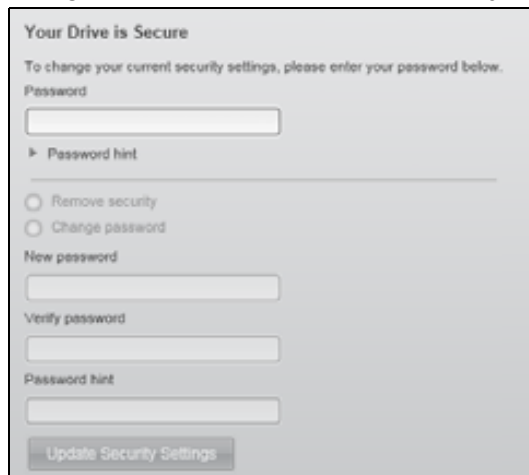 Your Drive is Secure
To change your current security settings, please enter your password below.
Password
Password hint
Remove security
Change password
New password
Verify password
Password hint
Update Security Settings